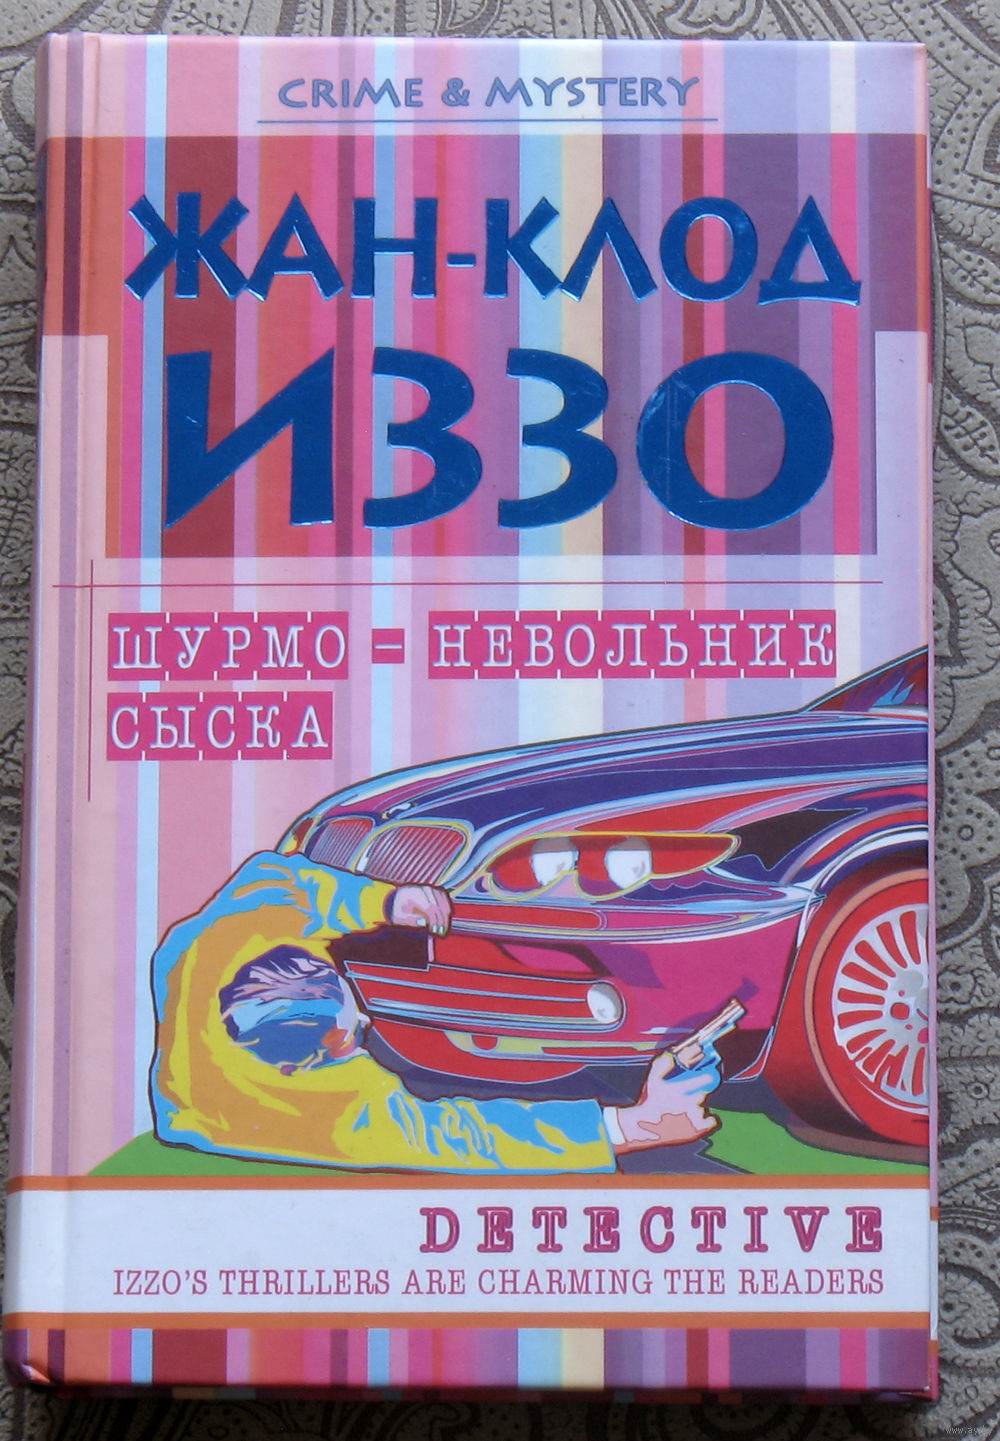 CRIME & MYSTERY
ЖАН-КЛОД
ИЗЗО
ШУРМО – НЕВОЛЬНИК
СЫСКА
DETECTIVE
IZZO'S THRILLERS ARE CHARMING THE READERS